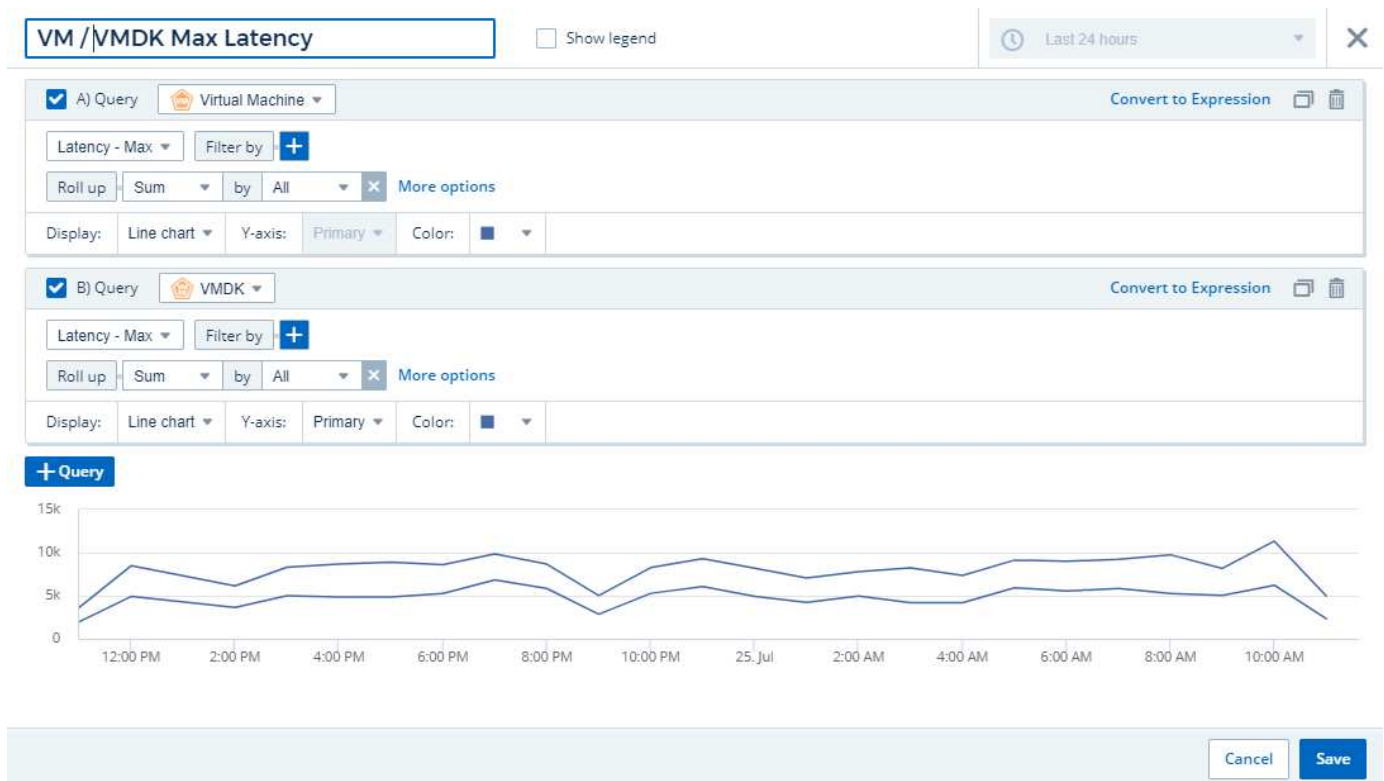 VM / VMDK Max Latency Show legend Last 24 hours
A) Query Virtual Machine Convert to Expression
Latency - Max Filter by +
Roll up Sum by All × More options
Display: Line chart Y-axis: Primary Color:
B) Query VMDK Convert to Expression
Latency - Max Filter by +
Roll up Sum by All × More options
Display: Line chart Y-axis: Primary Color:
+ Query
15k
10k
5k
0
12:00 PM 2:00 PM 4:00 PM 6:00 PM 8:00 PM 10:00 PM 25. Jul 2:00 AM 4:00 AM 6:00 AM 8:00 AM 10:00 AM
Cancel Save